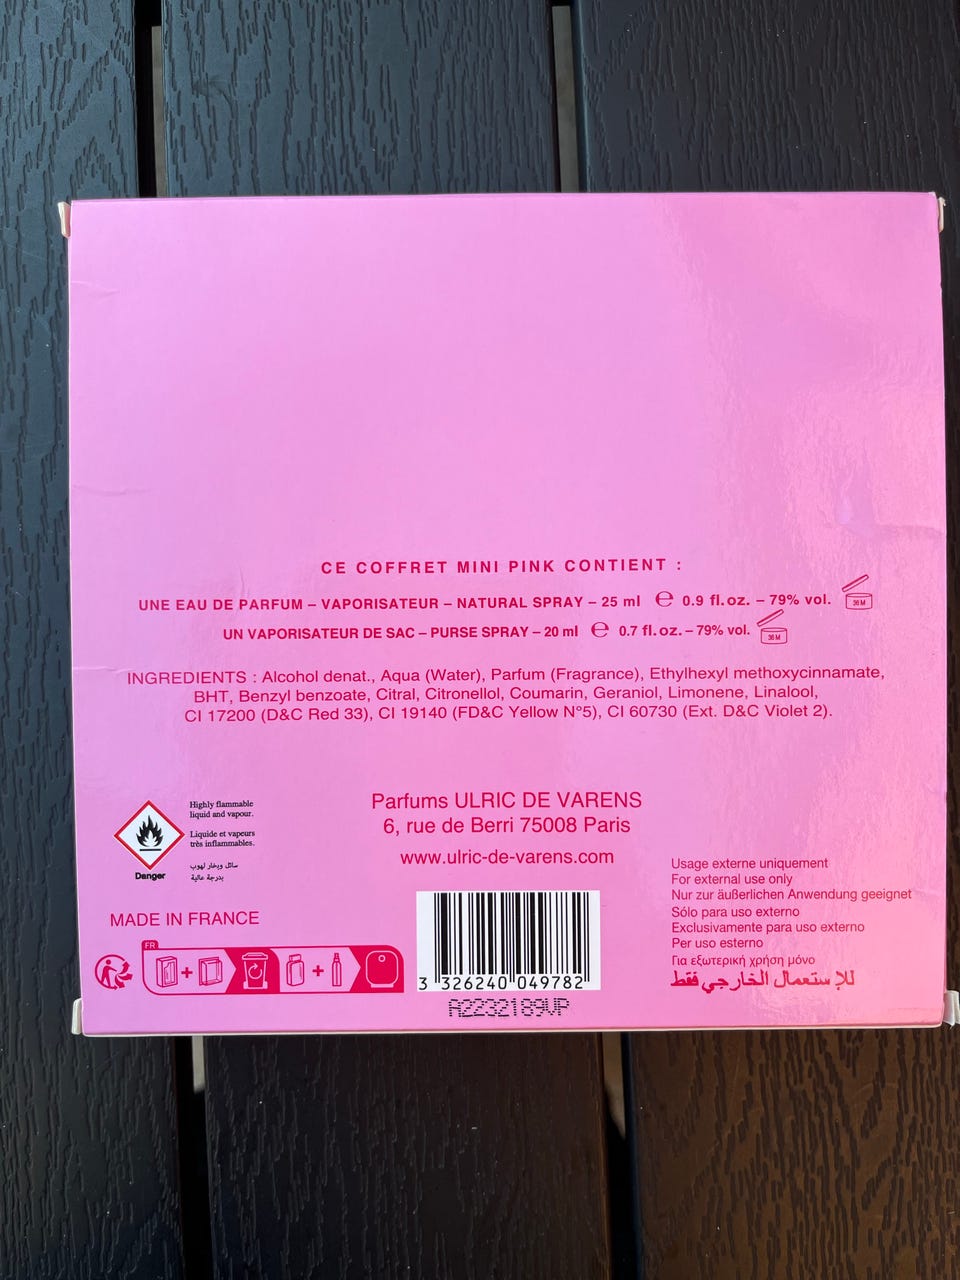 CE COFFRET MINI PINK CONTIENT :
UNE EAU DE PARFUM – VAPORISATEUR – NATURAL SPRAY – 25 ml ℮ 0.9 fl.oz. – 79% vol. 36 M
UN VAPORISATEUR DE SAC – PURSE SPRAY – 20 ml ℮ 0.7 fl.oz. – 79% vol. 36 M
INGREDIENTS : Alcohol denat., Aqua (Water), Parfum (Fragrance), Ethylhexyl methoxycinnamate,
BHT, Benzyl benzoate, Citral, Citronellol, Coumarin, Geraniol, Limonene, Linalool,
CI 17200 (D&C Red 33), CI 19140 (FD&C Yellow N°5), CI 60730 (Ext. D&C Violet 2).
Highly flammable
liquid and vapour.
Liquide et vapeurs
très inflammables.
سائل وبخار لهوب
بدرجة عالية
Danger
MADE IN FRANCE
FR
Parfums ULRIC DE VARENS
6, rue de Berri 75008 Paris
www.ulric-de-varens.com
3 326240 049782
A2232189VP
Usage externe uniquement
For external use only
Nur zur äußerlichen Anwendung geeignet
Sólo para uso externo
Exclusivamente para uso externo
Per uso esterno
Για εξωτερική χρήση μόνο
للإستعمال الخارجي فقط